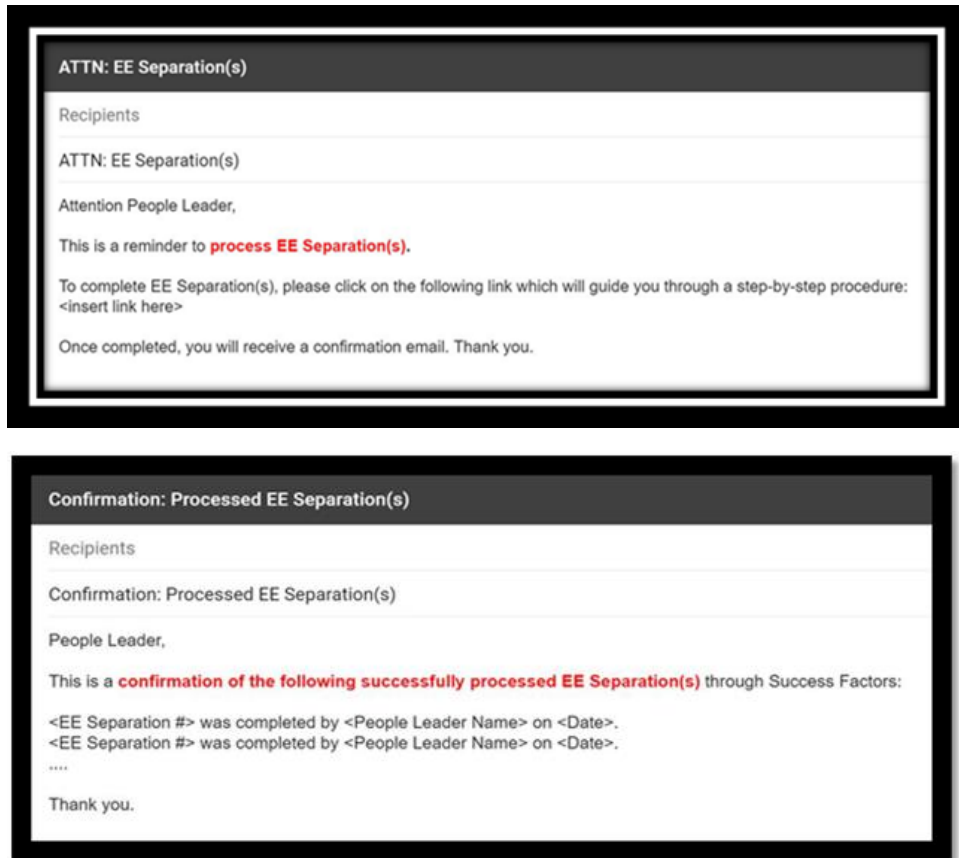 ATTN: EE Separation(s)
Recipients
ATTN: EE Separation(s)
Attention People Leader,
This is a reminder to process EE Separation(s).
To complete EE Separation(s), please click on the following link which will guide you through a step-by-step procedure:
<insert link here>
Once completed, you will receive a confirmation email. Thank you.
Confirmation: Processed EE Separation(s)
Recipients
Confirmation: Processed EE Separation(s)
People Leader,
This is a confirmation of the following successfully processed EE Separation(s) through Success Factors:
<EE Separation #> was completed by <People Leader Name> on <Date>.
<EE Separation #> was completed by <People Leader Name> on <Date>.
....
Thank you.